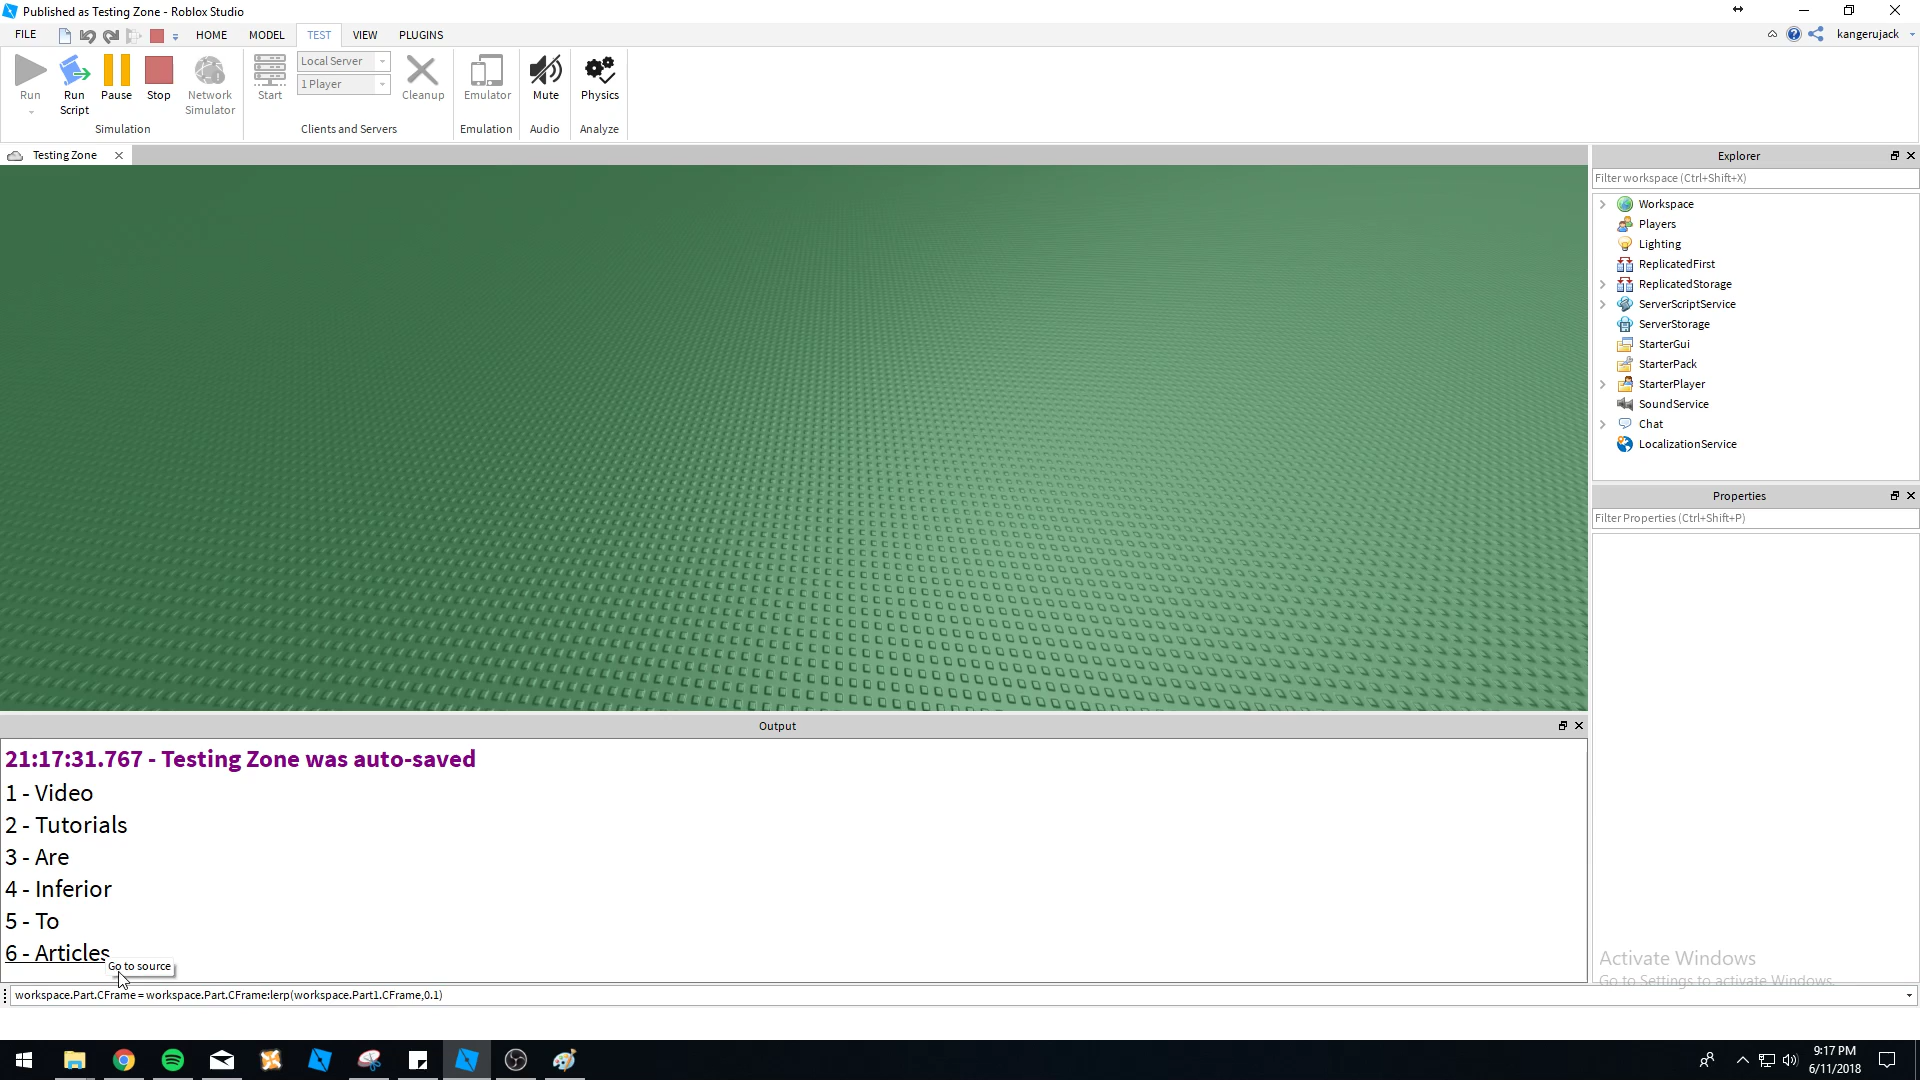 Published as Testing Zone - Roblox Studio
FILE HOME MODEL TEST VIEW PLUGINS kangerujack
Run
Run Script
Pause
Stop
Network Simulator
Simulation
Start
Local Server
1 Player
Cleanup
Clients and Servers
Emulator
Emulation
Mute
Audio
Physics
Analyze
Testing Zone
Explorer
Filter workspace (Ctrl+Shift+X)
Workspace
Players
Lighting
ReplicatedFirst
ReplicatedStorage
ServerScriptService
ServerStorage
StarterGui
StarterPack
StarterPlayer
SoundService
Chat
LocalizationService
Properties
Filter Properties (Ctrl+Shift+P)
Output
21:17:31.767 - Testing Zone was auto-saved
1 - Video
2 - Tutorials
3 - Are
4 - Inferior
5 - To
6 - Articles
Go to source
Activate Windows
Go to Settings to activate Windows.
workspace.Part.CFrame = workspace.Part.CFrame:lerp(workspace.Part1.CFrame,0.1)
9:17 PM
6/11/2018